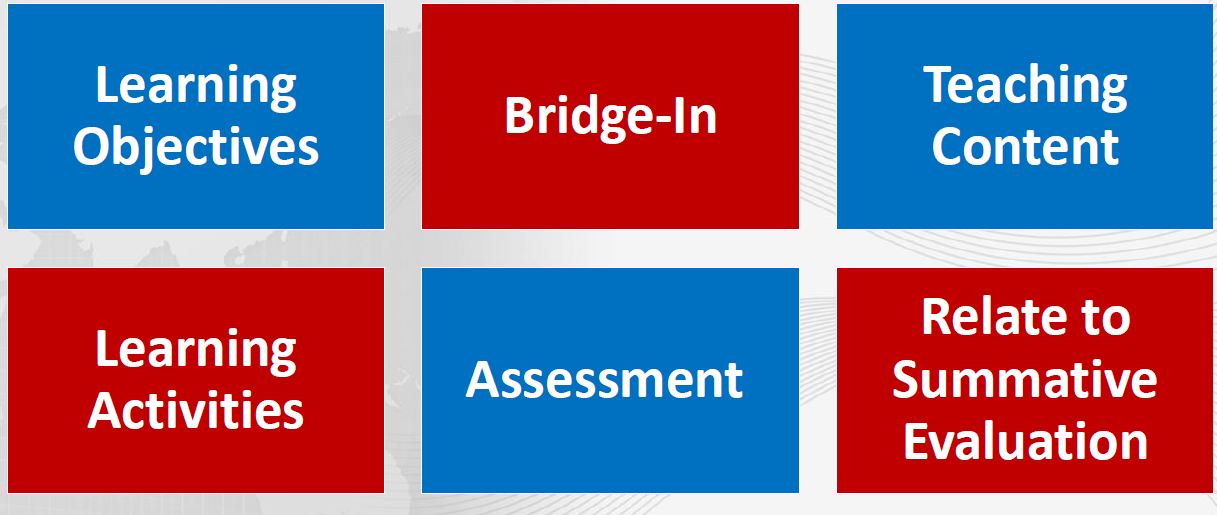 Learning
Objectives
Bridge-In
Teaching
Content
Learning
Activities
Assessment
Relate to
Summative
Evaluation